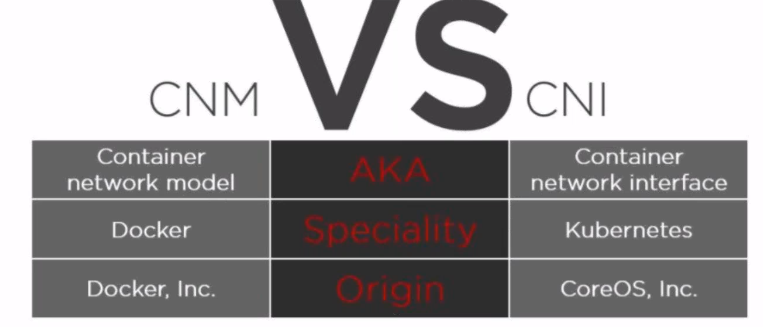 CNM VS CNI
Container
network model
AKA
Container
network interface
Docker
Speciality
Kubernetes
Docker, Inc.
Origin
CoreOS, Inc.